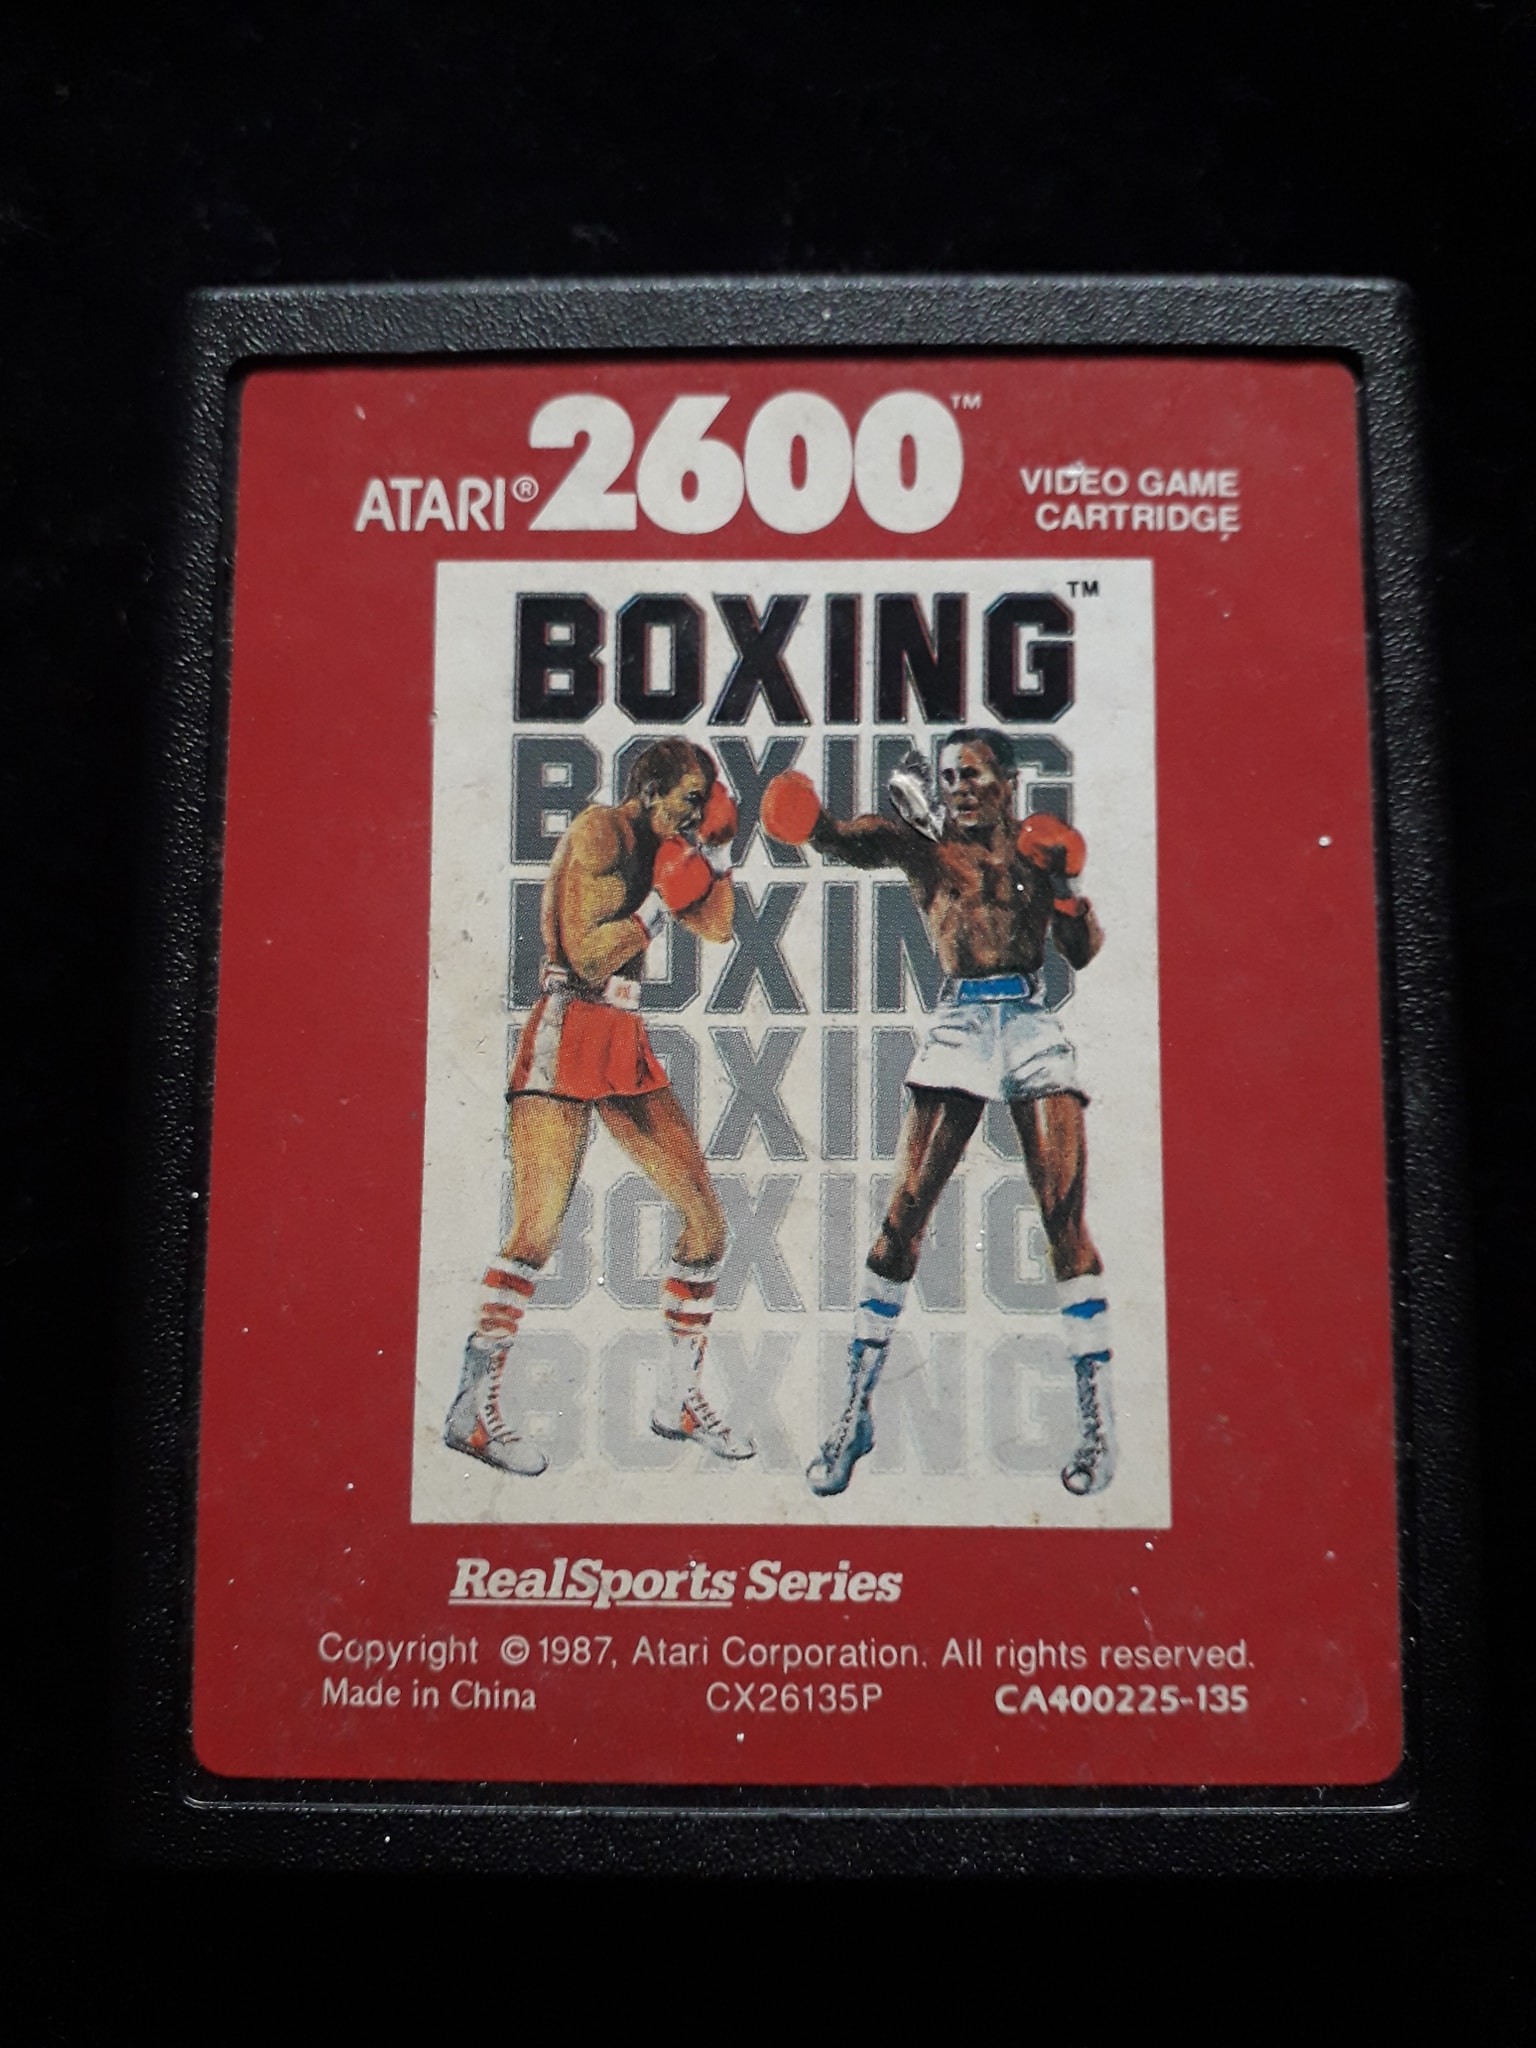 ATARI® 2600™
VIDEO GAME
CARTRIDGE
BOXING™
BOXING
BOXING
BOXING
BOXING
BOXING
RealSports Series
Copyright © 1987, Atari Corporation. All rights reserved.
Made in China CX26135P CA400225-135